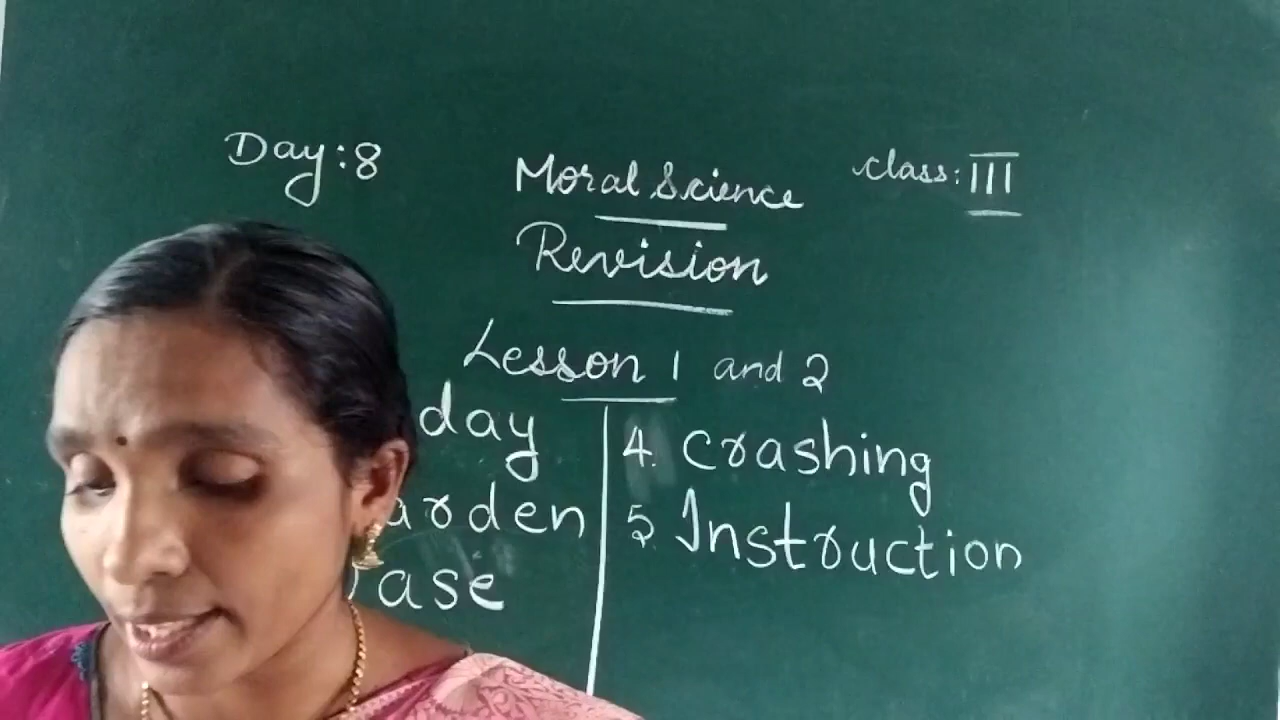 Day: 8
Moral Science
class: III
Revision
Lesson 1 and 2
day
arden
ase
4. Crashing
5. Instruction